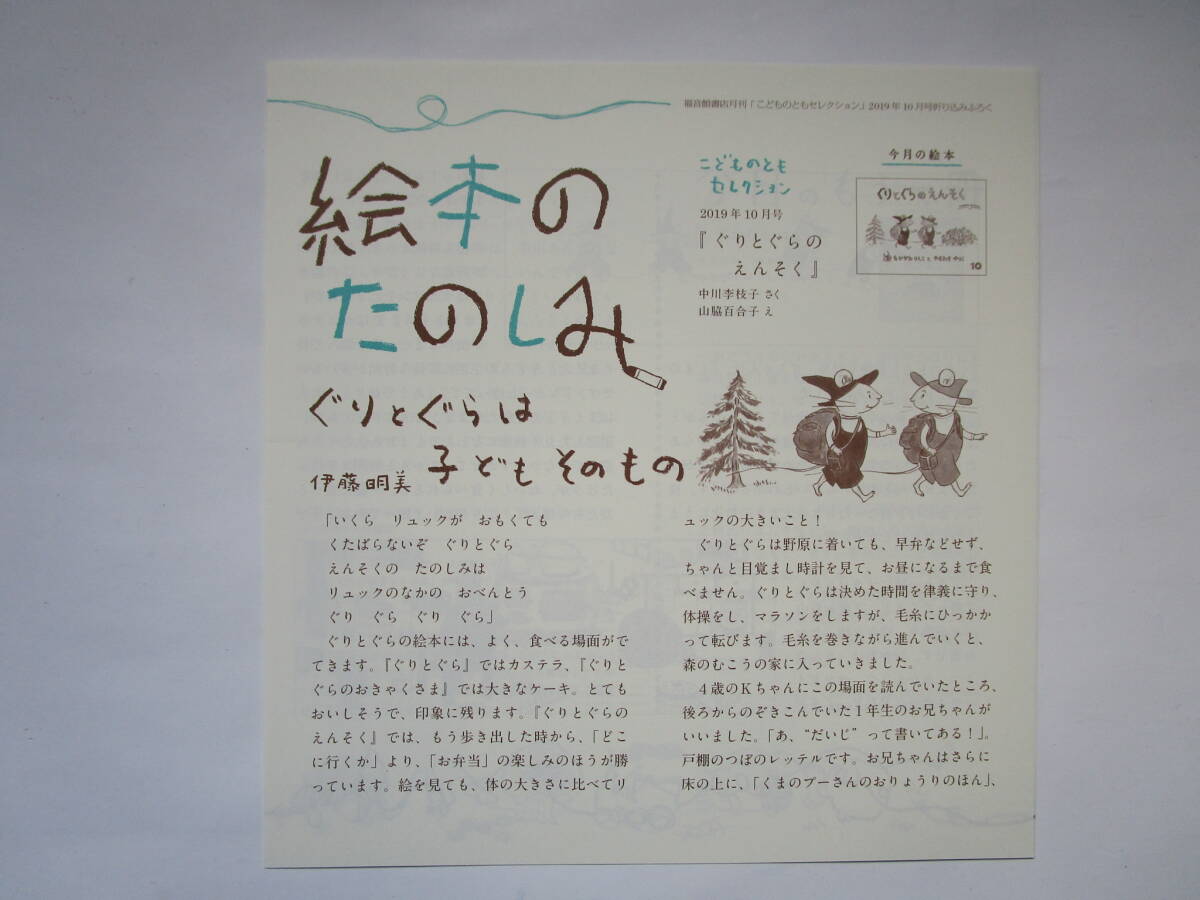 福音館書店月刊「こどものともセレクション」2019年10月号折り込みふろく
絵本の
たのしみ
こどものとも
セレクション
2019年10月号
『ぐりとぐらの
えんそく』
中川李枝子 さく
山脇百合子 え
今月の絵本
ぐりとぐらのえんそく
10
ぐりとぐらは
子どもそのもの
伊藤明美
「いくら　リュックが　おもくても
くたばらないぞ　ぐりとぐら
えんそくの　たのしみは
リュックのなかの　おべんとう
ぐり　ぐら　ぐり　ぐら」
ぐりとぐらの絵本には、よく、食べる場面がで
てきます。『ぐりとぐら』ではカステラ、『ぐりと
ぐらのおきゃくさま』では大きなケーキ。とても
おいしそうで、印象に残ります。『ぐりとぐらの
えんそく』では、もう歩き出した時から、「どこ
に行くか」より、「お弁当」の楽しみのほうが勝
っています。絵を見ても、体の大きさに比べてリ
ュックの大きいこと！
ぐりとぐらは野原に着いても、早弁などせず、
ちゃんと目覚まし時計を見て、お昼になるまで食
べません。ぐりとぐらは決めた時間を律義に守り、
体操をし、マラソンをしますが、毛糸にひっかか
って転びます。毛糸を巻きながら進んでいくと、
森のむこうの家に入っていきました。
4歳のKちゃんにこの場面を読んでいたところ、
後ろからのぞきこんでいた1年生のお兄ちゃんが
いいました。「あ、“だいじ”って書いてある！」。
戸棚のつぼのレッテルです。お兄ちゃんはさらに
床の上に、「くまのプーさんのおりょうりのほん」、